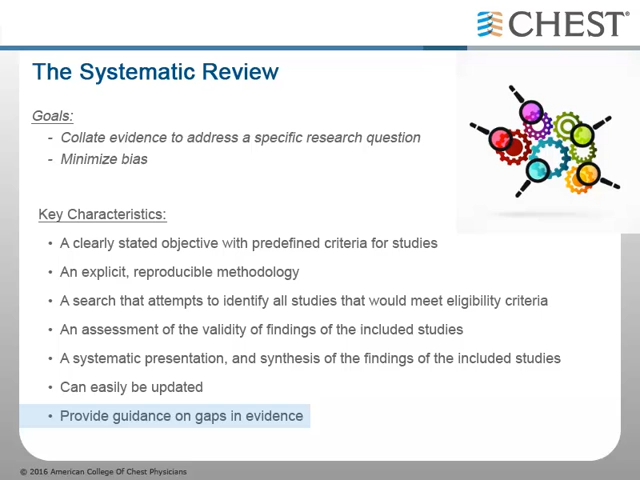 CHEST®
The Systematic Review
Goals:
- Collate evidence to address a specific research question
- Minimize bias
Key Characteristics:
• A clearly stated objective with predefined criteria for studies
• An explicit, reproducible methodology
• A search that attempts to identify all studies that would meet eligibility criteria
• An assessment of the validity of findings of the included studies
• A systematic presentation, and synthesis of the findings of the included studies
• Can easily be updated
• Provide guidance on gaps in evidence
© 2016 American College Of Chest Physicians